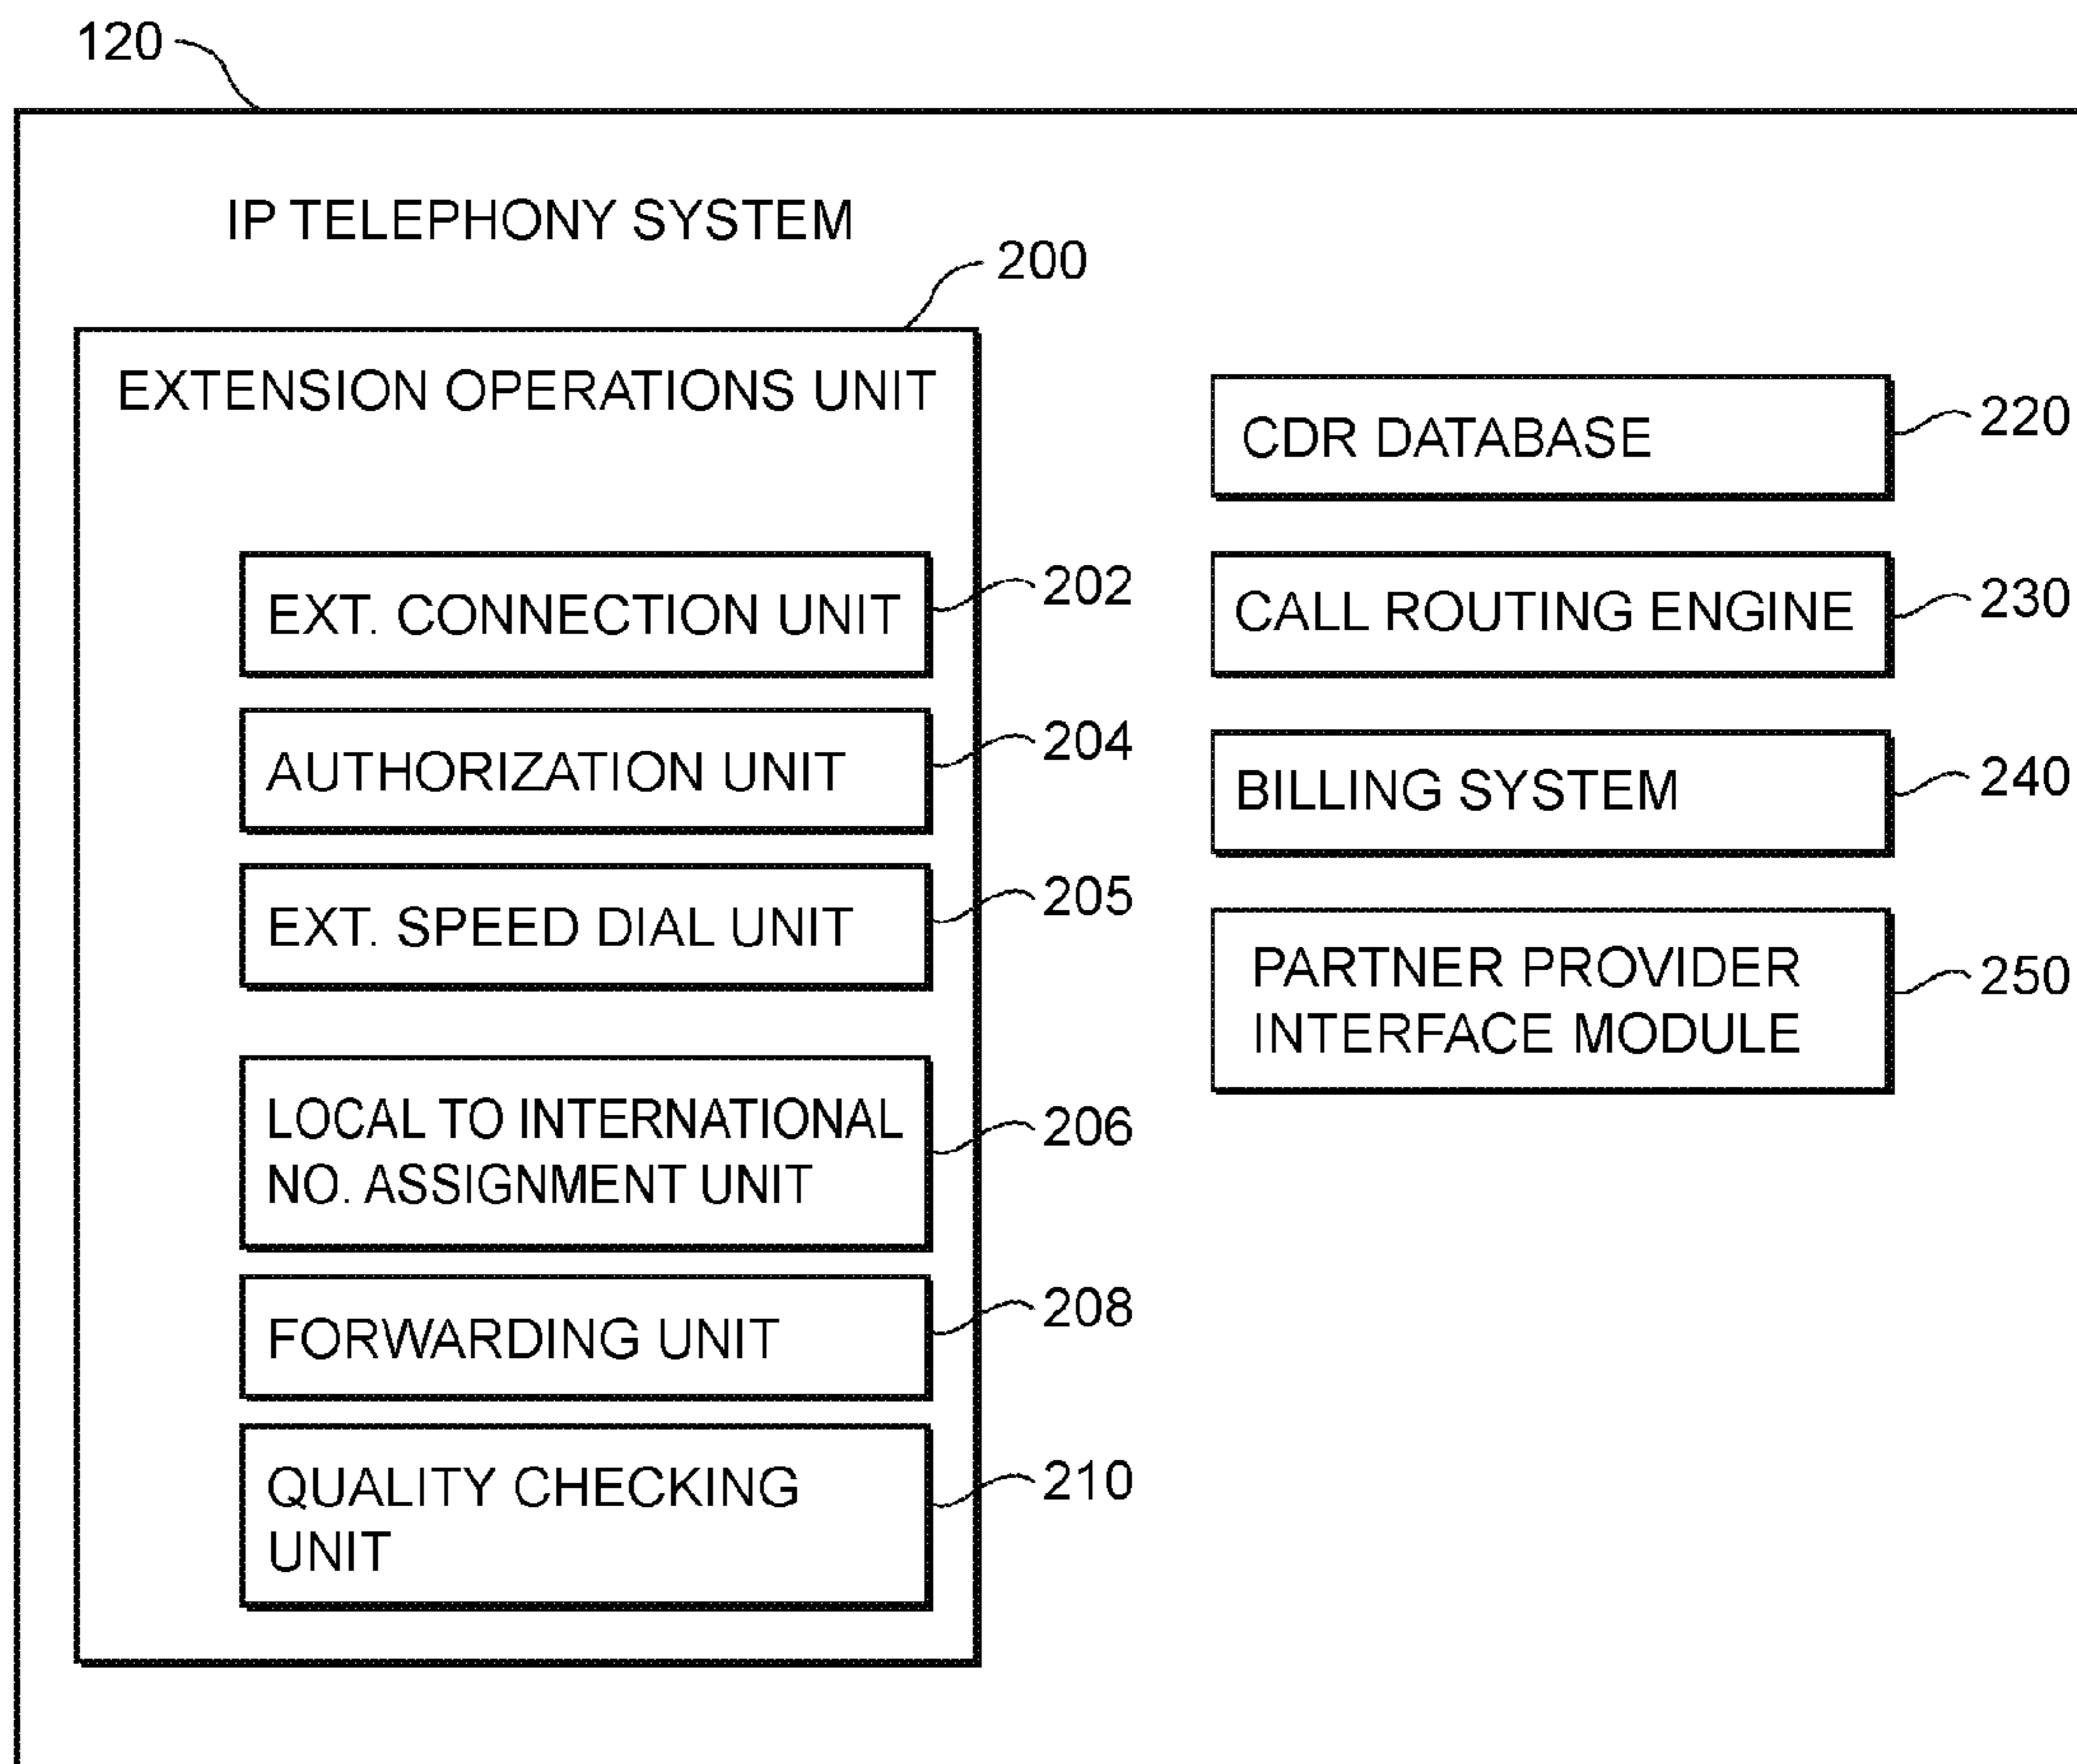 120
IP TELEPHONY SYSTEM
200
EXTENSION OPERATIONS UNIT
EXT. CONNECTION UNIT
202
AUTHORIZATION UNIT
204
EXT. SPEED DIAL UNIT
205
LOCAL TO INTERNATIONAL
NO. ASSIGNMENT UNIT
206
FORWARDING UNIT
208
QUALITY CHECKING
UNIT
210
CDR DATABASE
220
CALL ROUTING ENGINE
230
BILLING SYSTEM
240
PARTNER PROVIDER
INTERFACE MODULE
250